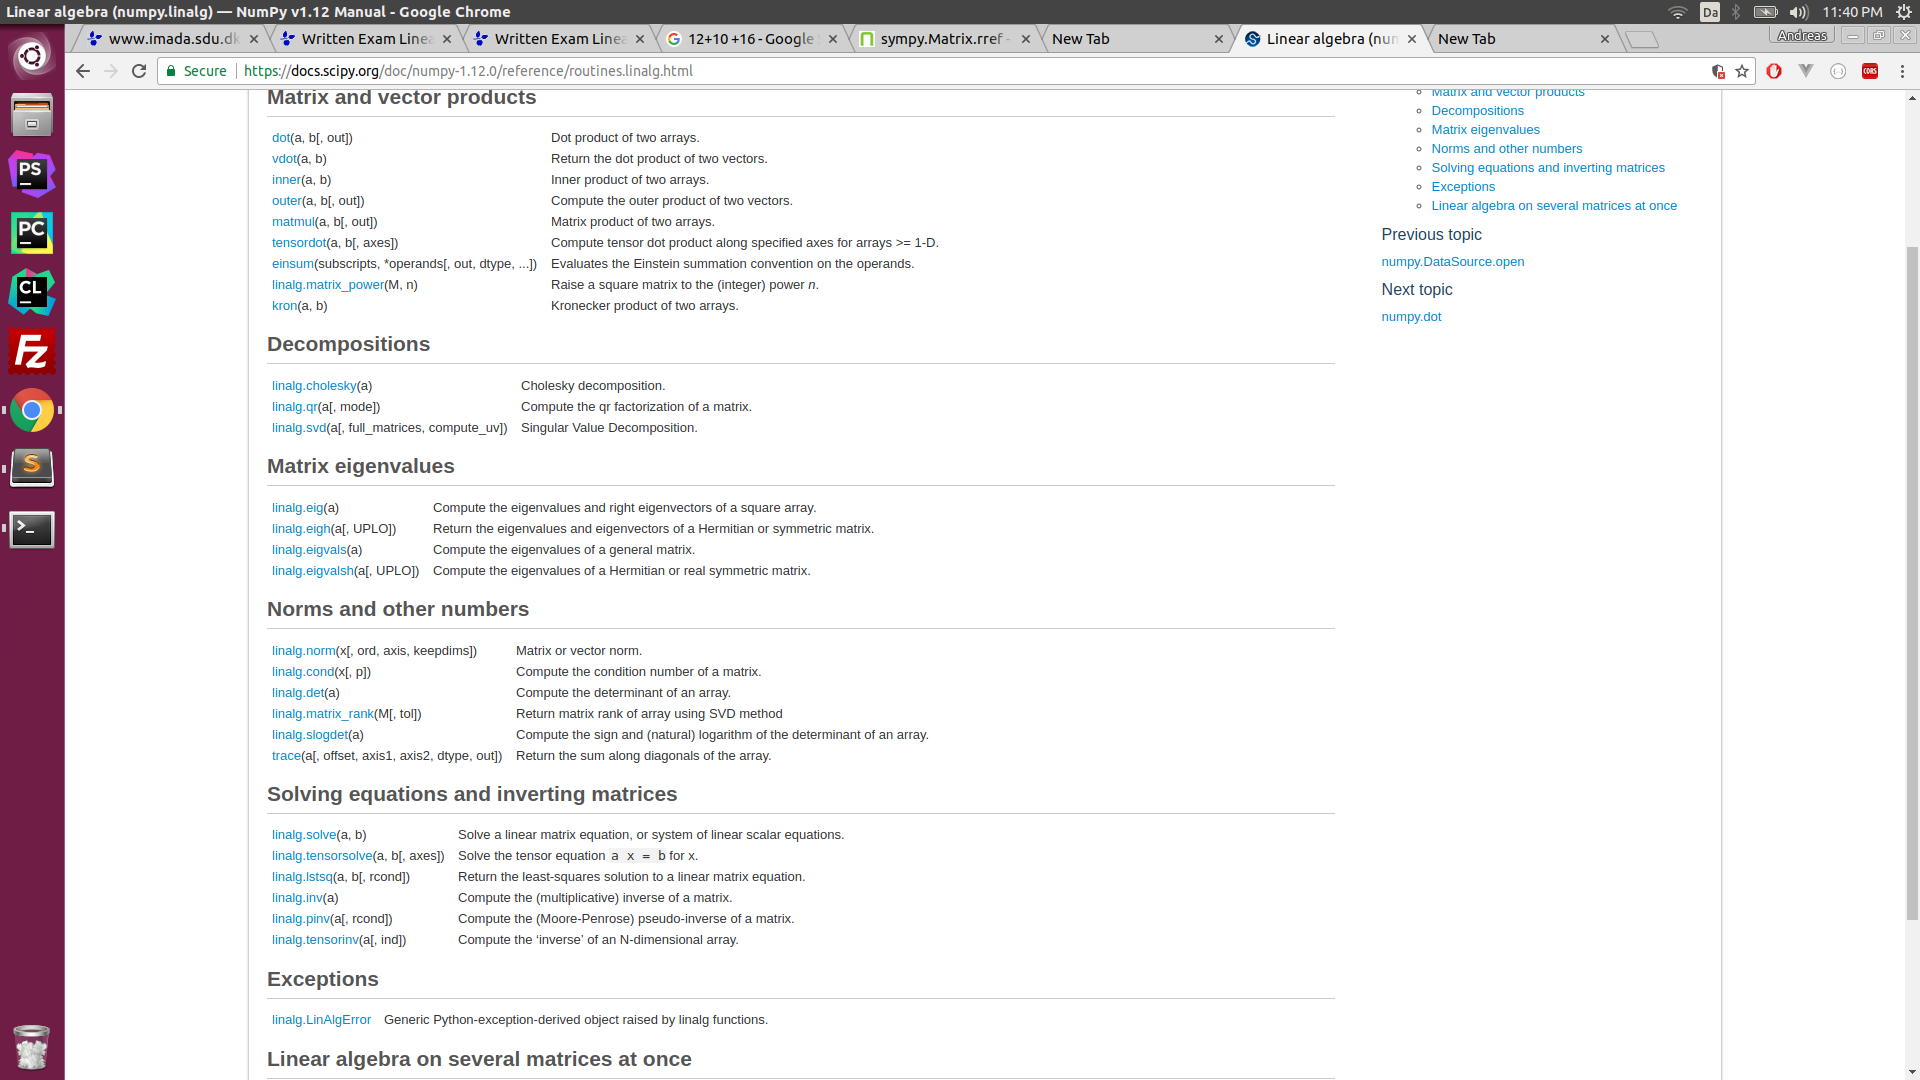 Linear algebra (numpy.linalg) — NumPy v1.12 Manual - Google Chrome
Da
11:40 PM
www.imada.sdu.dk
Written Exam Linea
Written Exam Linea
12+10 +16 - Google S
sympy.Matrix.rref -
New Tab
Linear algebra (num
New Tab
Andreas
Secure
https://docs.scipy.org/doc/numpy-1.12.0/reference/routines.linalg.html
CORS
PS
PC
CL
Fz
S
>_
Matrix and vector products
dot(a, b[, out]) Dot product of two arrays.
vdot(a, b) Return the dot product of two vectors.
inner(a, b) Inner product of two arrays.
outer(a, b[, out]) Compute the outer product of two vectors.
matmul(a, b[, out]) Matrix product of two arrays.
tensordot(a, b[, axes]) Compute tensor dot product along specified axes for arrays >= 1-D.
einsum(subscripts, *operands[, out, dtype, ...]) Evaluates the Einstein summation convention on the operands.
linalg.matrix_power(M, n) Raise a square matrix to the (integer) power n.
kron(a, b) Kronecker product of two arrays.
Decompositions
linalg.cholesky(a) Cholesky decomposition.
linalg.qr(a[, mode]) Compute the qr factorization of a matrix.
linalg.svd(a[, full_matrices, compute_uv]) Singular Value Decomposition.
Matrix eigenvalues
linalg.eig(a) Compute the eigenvalues and right eigenvectors of a square array.
linalg.eigh(a[, UPLO]) Return the eigenvalues and eigenvectors of a Hermitian or symmetric matrix.
linalg.eigvals(a) Compute the eigenvalues of a general matrix.
linalg.eigvalsh(a[, UPLO]) Compute the eigenvalues of a Hermitian or real symmetric matrix.
Norms and other numbers
linalg.norm(x[, ord, axis, keepdims]) Matrix or vector norm.
linalg.cond(x[, p]) Compute the condition number of a matrix.
linalg.det(a) Compute the determinant of an array.
linalg.matrix_rank(M[, tol]) Return matrix rank of array using SVD method
linalg.slogdet(a) Compute the sign and (natural) logarithm of the determinant of an array.
trace(a[, offset, axis1, axis2, dtype, out]) Return the sum along diagonals of the array.
Solving equations and inverting matrices
linalg.solve(a, b) Solve a linear matrix equation, or system of linear scalar equations.
linalg.tensorsolve(a, b[, axes]) Solve the tensor equation a x = b for x.
linalg.lstsq(a, b[, rcond]) Return the least-squares solution to a linear matrix equation.
linalg.inv(a) Compute the (multiplicative) inverse of a matrix.
linalg.pinv(a[, rcond]) Compute the (Moore-Penrose) pseudo-inverse of a matrix.
linalg.tensorinv(a[, ind]) Compute the ‘inverse’ of an N-dimensional array.
Exceptions
linalg.LinAlgError Generic Python-exception-derived object raised by linalg functions.
Linear algebra on several matrices at once
Matrix and vector products
Decompositions
Matrix eigenvalues
Norms and other numbers
Solving equations and inverting matrices
Exceptions
Linear algebra on several matrices at once
Previous topic
numpy.DataSource.open
Next topic
numpy.dot